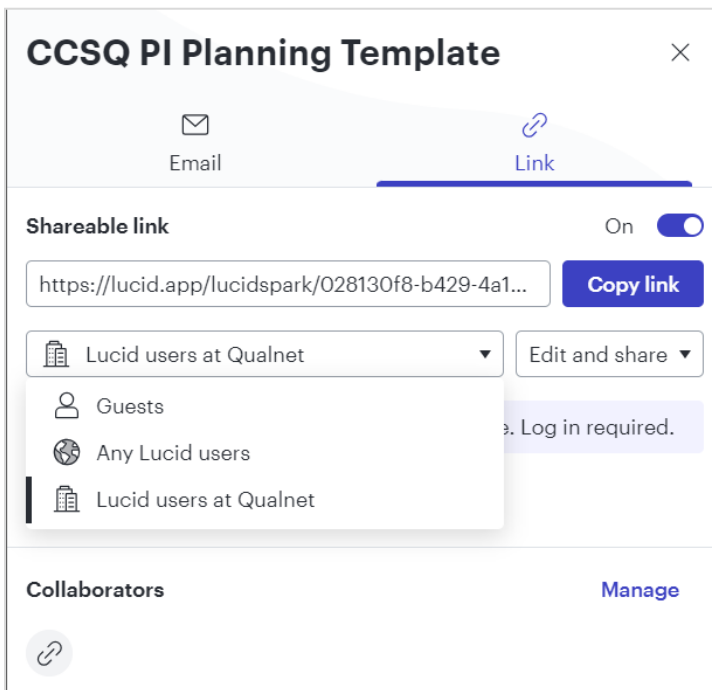 CCSQ PI Planning Template
Email
Link
Shareable link
On
https://lucid.app/lucidspark/028130f8-b429-4a1...
Copy link
Lucid users at Qualnet
Edit and share
Guests
Any Lucid users
Lucid users at Qualnet
. Log in required.
Collaborators
Manage